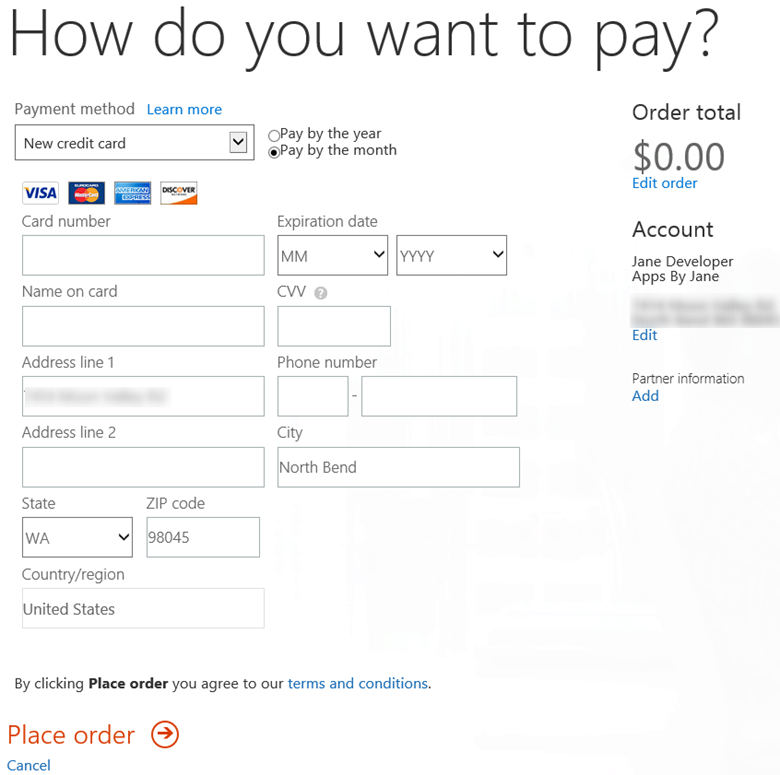 How do you want to pay?
Payment method Learn more
New credit card
Pay by the year
Pay by the month
VISA EUROCARD MasterCard AMERICAN EXPRESS DISCOVER
Card number
Expiration date
MM YYYY
Name on card
CVV ?
Address line 1
Phone number
-
Address line 2
City
North Bend
State
ZIP code
WA
98045
Country/region
United States
Order total
$0.00
Edit order
Account
Jane Developer
Apps By Jane
Edit
Partner information
Add
By clicking Place order you agree to our terms and conditions.
Place order
Cancel